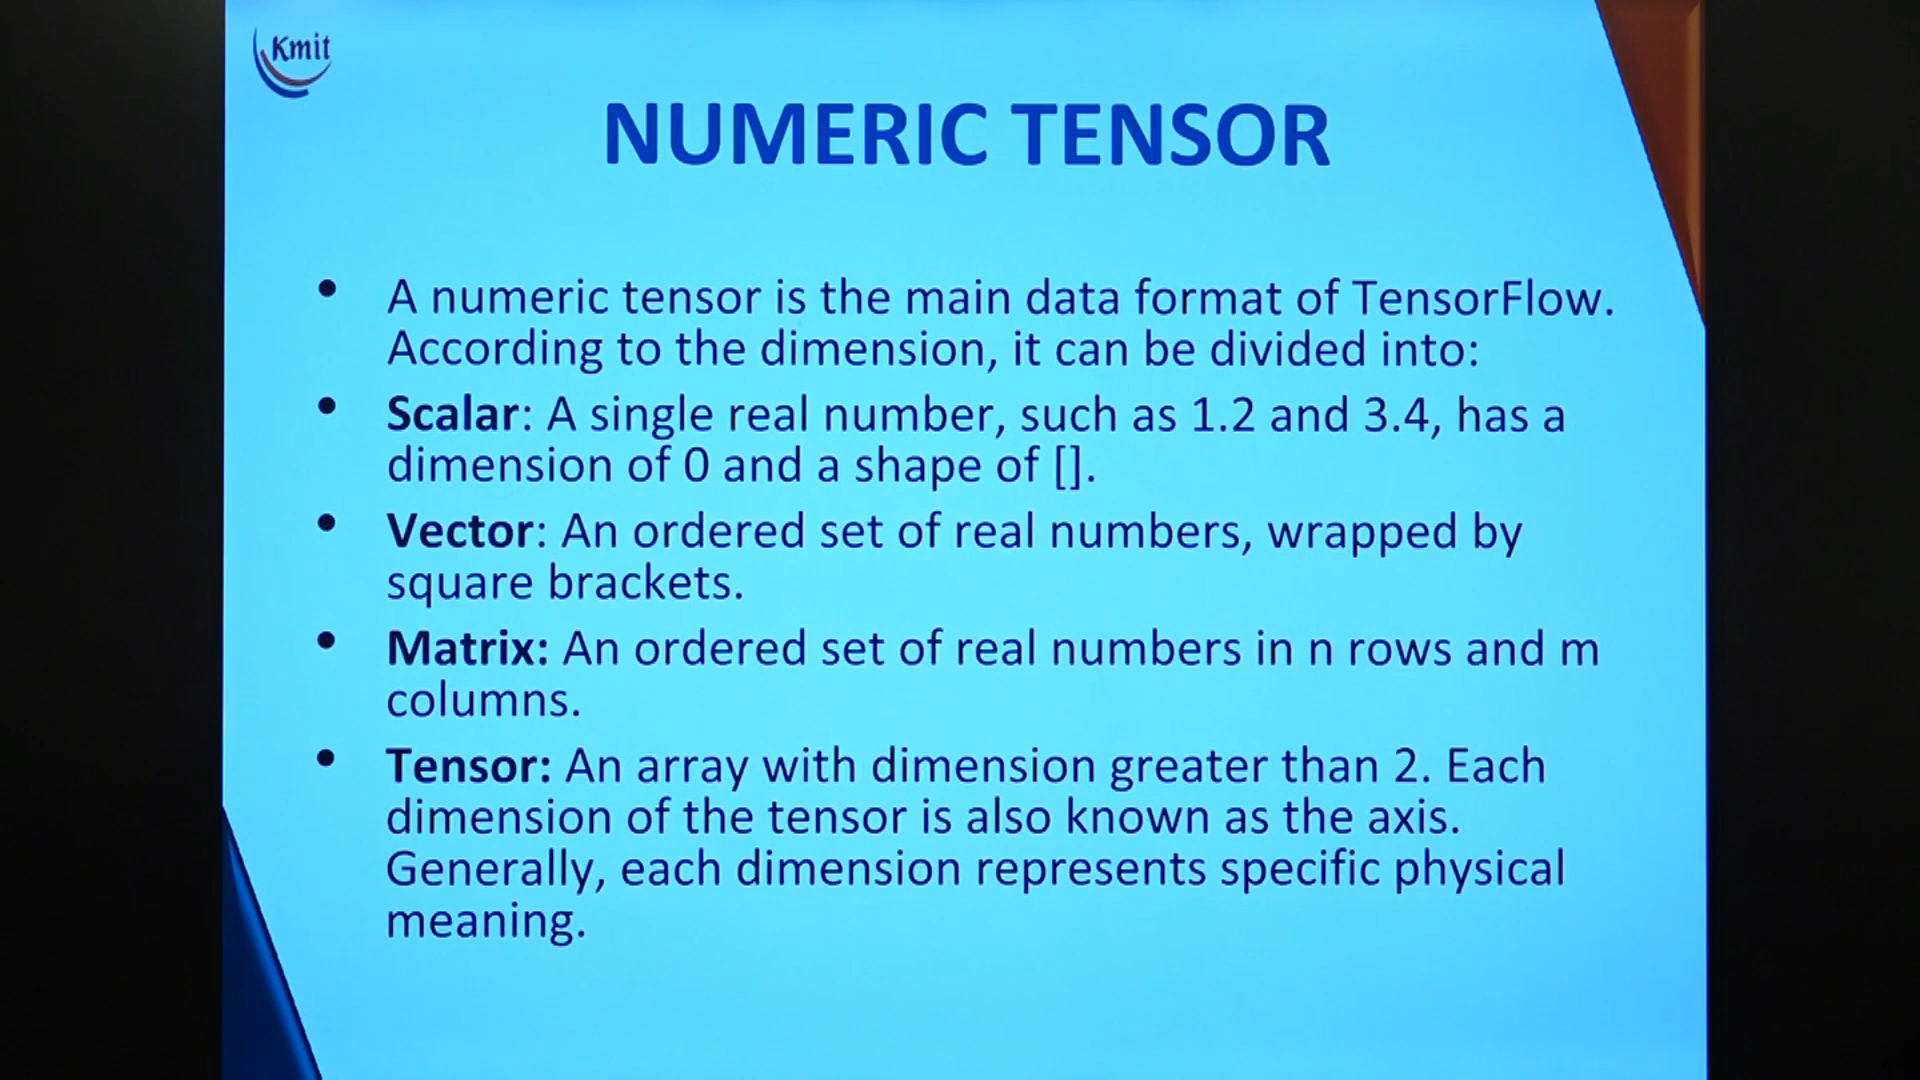 Kmit
NUMERIC TENSOR
• A numeric tensor is the main data format of TensorFlow.
According to the dimension, it can be divided into:
• Scalar: A single real number, such as 1.2 and 3.4, has a
dimension of 0 and a shape of [].
• Vector: An ordered set of real numbers, wrapped by
square brackets.
• Matrix: An ordered set of real numbers in n rows and m
columns.
• Tensor: An array with dimension greater than 2. Each
dimension of the tensor is also known as the axis.
Generally, each dimension represents specific physical
meaning.